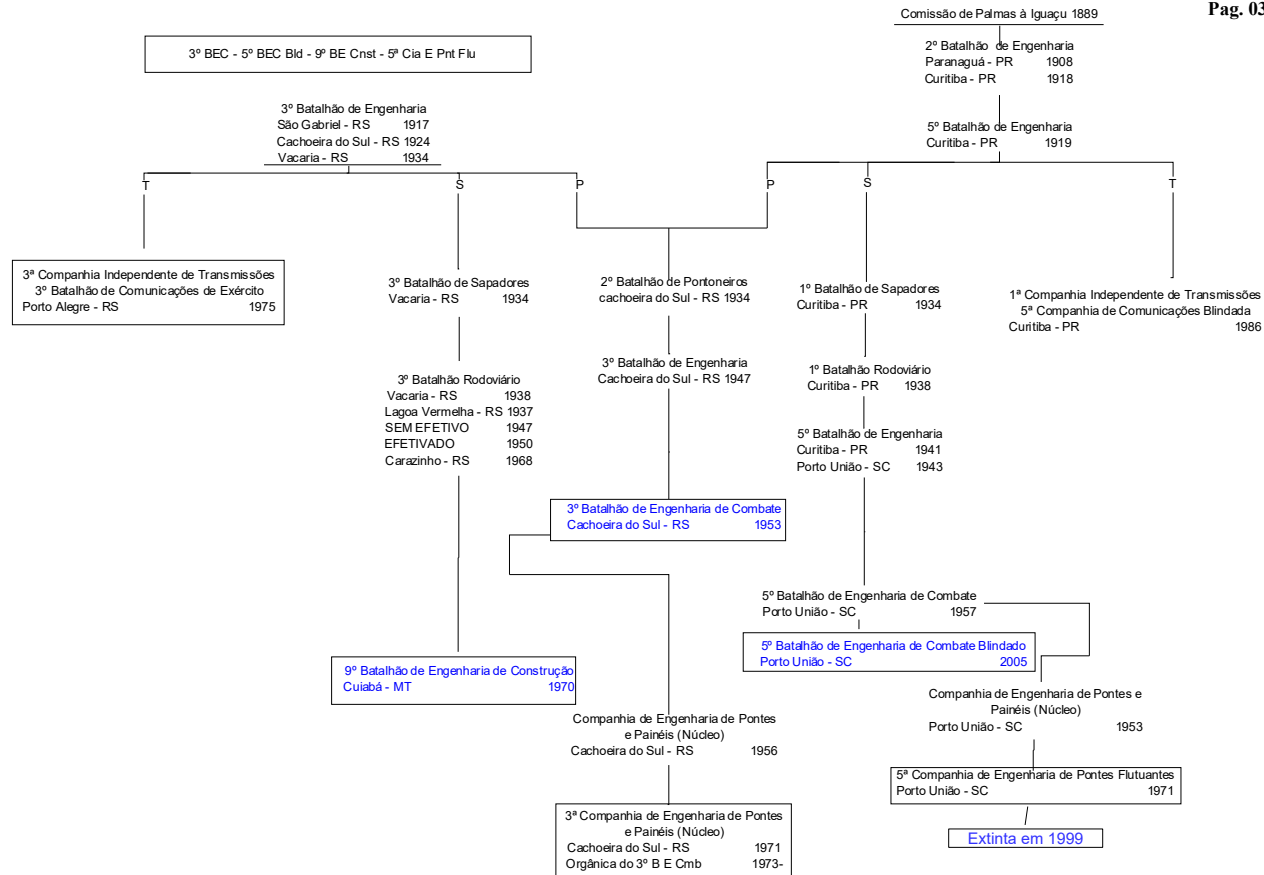 Pag. 03
Comissão de Palmas à Iguaçu 1889
3º BEC - 5º BEC Bld - 9º BE Cnst - 5ª Cia E Pnt Flu
2º Batalhão de Engenharia
Paranaguá - PR 1908
Curitiba - PR 1918
3º Batalhão de Engenharia
São Gabriel - RS 1917
Cachoeira do Sul - RS 1924
Vacaria - RS 1934
5º Batalhão de Engenharia
Curitiba - PR 1919
T S P P S T
3ª Companhia Independente de Transmissões
3º Batalhão de Comunicações de Exército
Porto Alegre - RS 1975
3º Batalhão de Sapadores
Vacaria - RS 1934
2º Batalhão de Pontoneiros
cachoeira do Sul - RS 1934
1º Batalhão de Sapadores
Curitiba - PR 1934
1ª Companhia Independente de Transmissões
5ª Companhia de Comunicações Blindada
Curitiba - PR 1986
3º Batalhão Rodoviário
Vacaria - RS 1938
Lagoa Vermelha - RS 1937
SEM EFETIVO 1947
EFETIVADO 1950
Carazinho - RS 1968
3º Batalhão de Engenharia
Cachoeira do Sul - RS 1947
1º Batalhão Rodoviário
Curitiba - PR 1938
5º Batalhão de Engenharia
Curitiba - PR 1941
Porto União - SC 1943
3º Batalhão de Engenharia de Combate
Cachoeira do Sul - RS 1953
5º Batalhão de Engenharia de Combate
Porto União - SC 1957
5º Batalhão de Engenharia de Combate Blindado
Porto União - SC 2005
9º Batalhão de Engenharia de Construção
Cuiabá - MT 1970
Companhia de Engenharia de Pontes e
Painéis (Núcleo)
Porto União - SC 1953
Companhia de Engenharia de Pontes
e Painéis (Núcleo)
Cachoeira do Sul - RS 1956
5ª Companhia de Engenharia de Pontes Flutuantes
Porto União - SC 1971
3ª Companhia de Engenharia de Pontes
e Painéis (Núcleo)
Cachoeira do Sul - RS 1971
Orgânica do 3º B E Cmb 1973-
Extinta em 1999